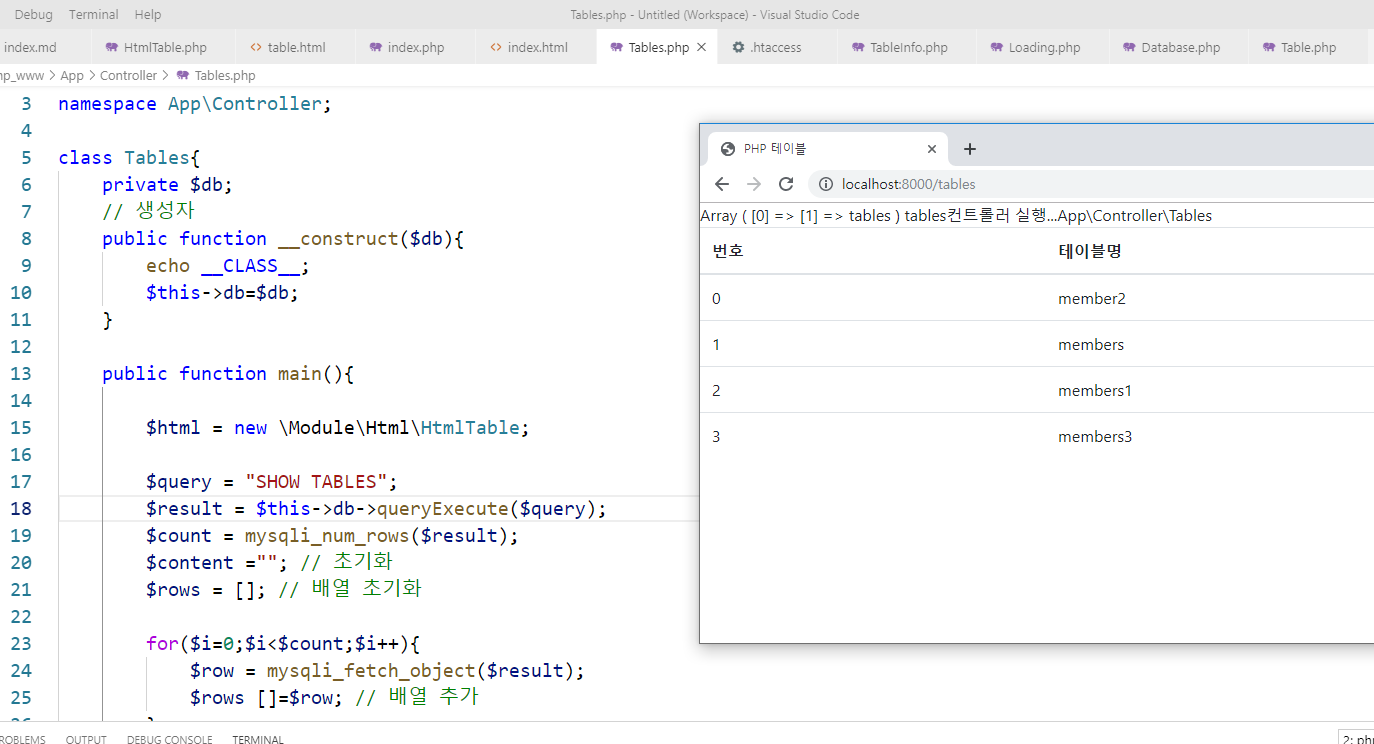 Debug Terminal Help Tables.php - Untitled (Workspace) - Visual Studio Code
index.md HtmlTable.php table.html index.php index.html Tables.php .htaccess TableInfo.php Loading.php Database.php Table.php
hp_www > App > Controller > Tables.php
3 namespace App\Controller;
4
5 class Tables{
6 private $db;
7 // 생성자
8 public function __construct($db){
9 echo __CLASS__;
10 $this->db=$db;
11 }
12
13 public function main(){
14
15 $html = new \Module\Html\HtmlTable;
16
17 $query = "SHOW TABLES";
18 $result = $this->db->queryExecute($query);
19 $count = mysqli_num_rows($result);
20 $content =""; // 초기화
21 $rows = []; // 배열 초기화
22
23 for($i=0;$i<$count;$i++){
24 $row = mysqli_fetch_object($result);
25 $rows []=$row; // 배열 추가
26 }
PHP 테이블
localhost:8000/tables
Array ( [0] => [1] => tables ) tables컨트롤러 실행...App\Controller\Tables
번호 테이블명
0 member2
1 members
2 members1
3 members3
ROBLEMS OUTPUT DEBUG CONSOLE TERMINAL 2: php